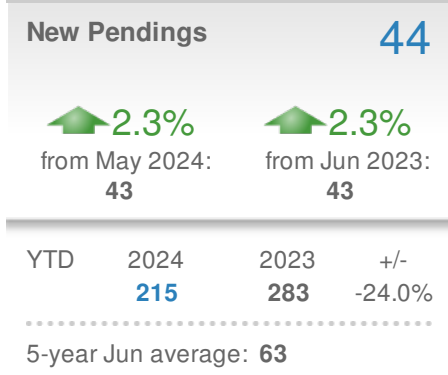 New Pendings 44
2.3% 2.3%
from May 2024: from Jun 2023:
43 43
YTD 2024 2023 +/-
215 283 -24.0%
5-year Jun average: 63